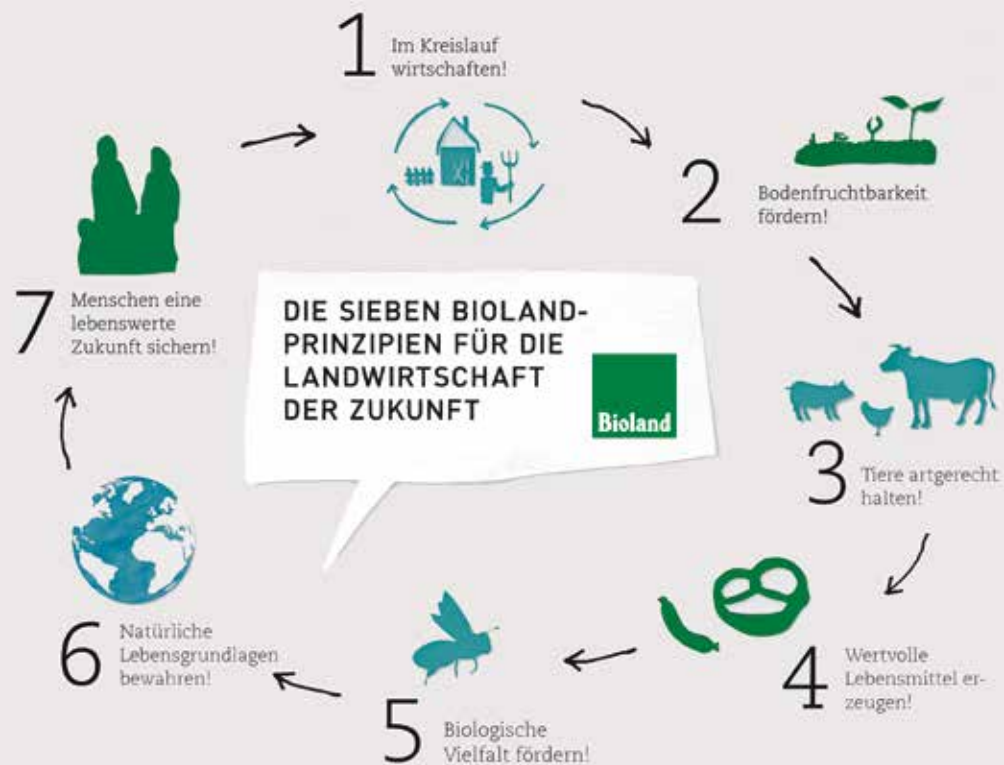 1
Im Kreislauf
wirtschaften!
2
Bodenfruchtbarkeit
fördern!
DIE SIEBEN BIOLAND-
PRINZIPIEN FÜR DIE
LANDWIRTSCHAFT
DER ZUKUNFT
Bioland
3
Tiere artgerecht
halten!
4
Wertvolle
Lebensmittel er-
zeugen!
5
Biologische
Vielfalt fördern!
6
Natürliche
Lebensgrundlagen
bewahren!
7
Menschen eine
lebenswerte
Zukunft sichern!